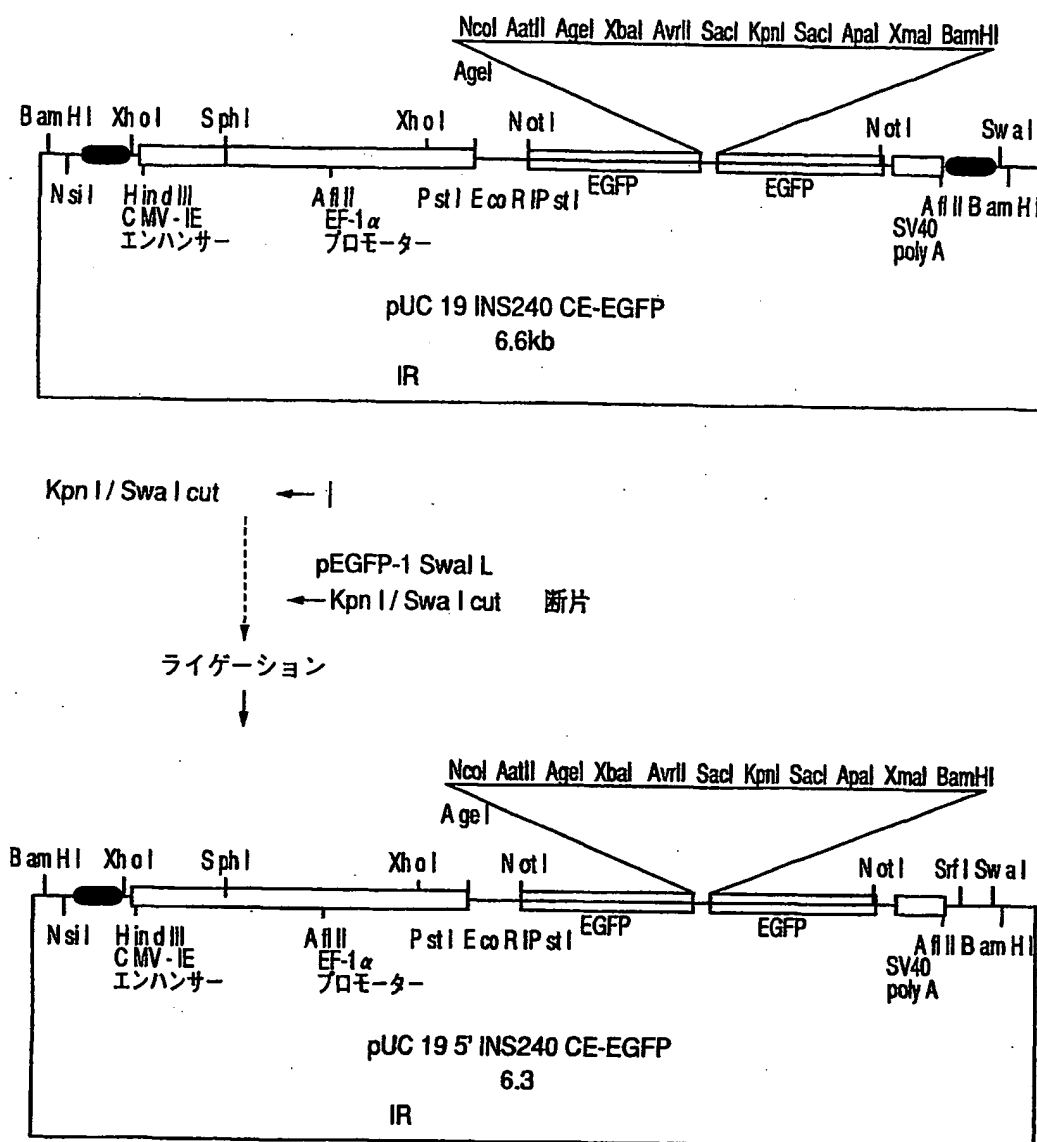 NcoI AatII AgeI XbaI AvrII SacI KpnI SacI ApaI XmaI BamHI
AgeI
BamHI XhoI SphI XhoI NotI NotI SwaI
NsiI HindIII AflII PstI EcoRI PstI EGFP EGFP AflII BamHI
CMV-IE EF-1α SV40
エンハンサー プロモーター poly A
pUC 19 INS240 CE-EGFP
6.6kb
IR
Kpn I / Swa I cut
pEGFP-1 SwaI L
Kpn I / Swa I cut 断片
ライゲーション
NcoI AatII AgeI XbaI AvrII SacI KpnI SacI ApaI XmaI BamHI
AgeI
BamHI XhoI SphI XhoI NotI NotI SrfI SwaI
NsiI HindIII AflII PstI EcoRI PstI EGFP EGFP AflII BamHI
CMV-IE EF-1α SV40
エンハンサー プロモーター poly A
pUC 19 5' INS240 CE-EGFP
6.3
IR